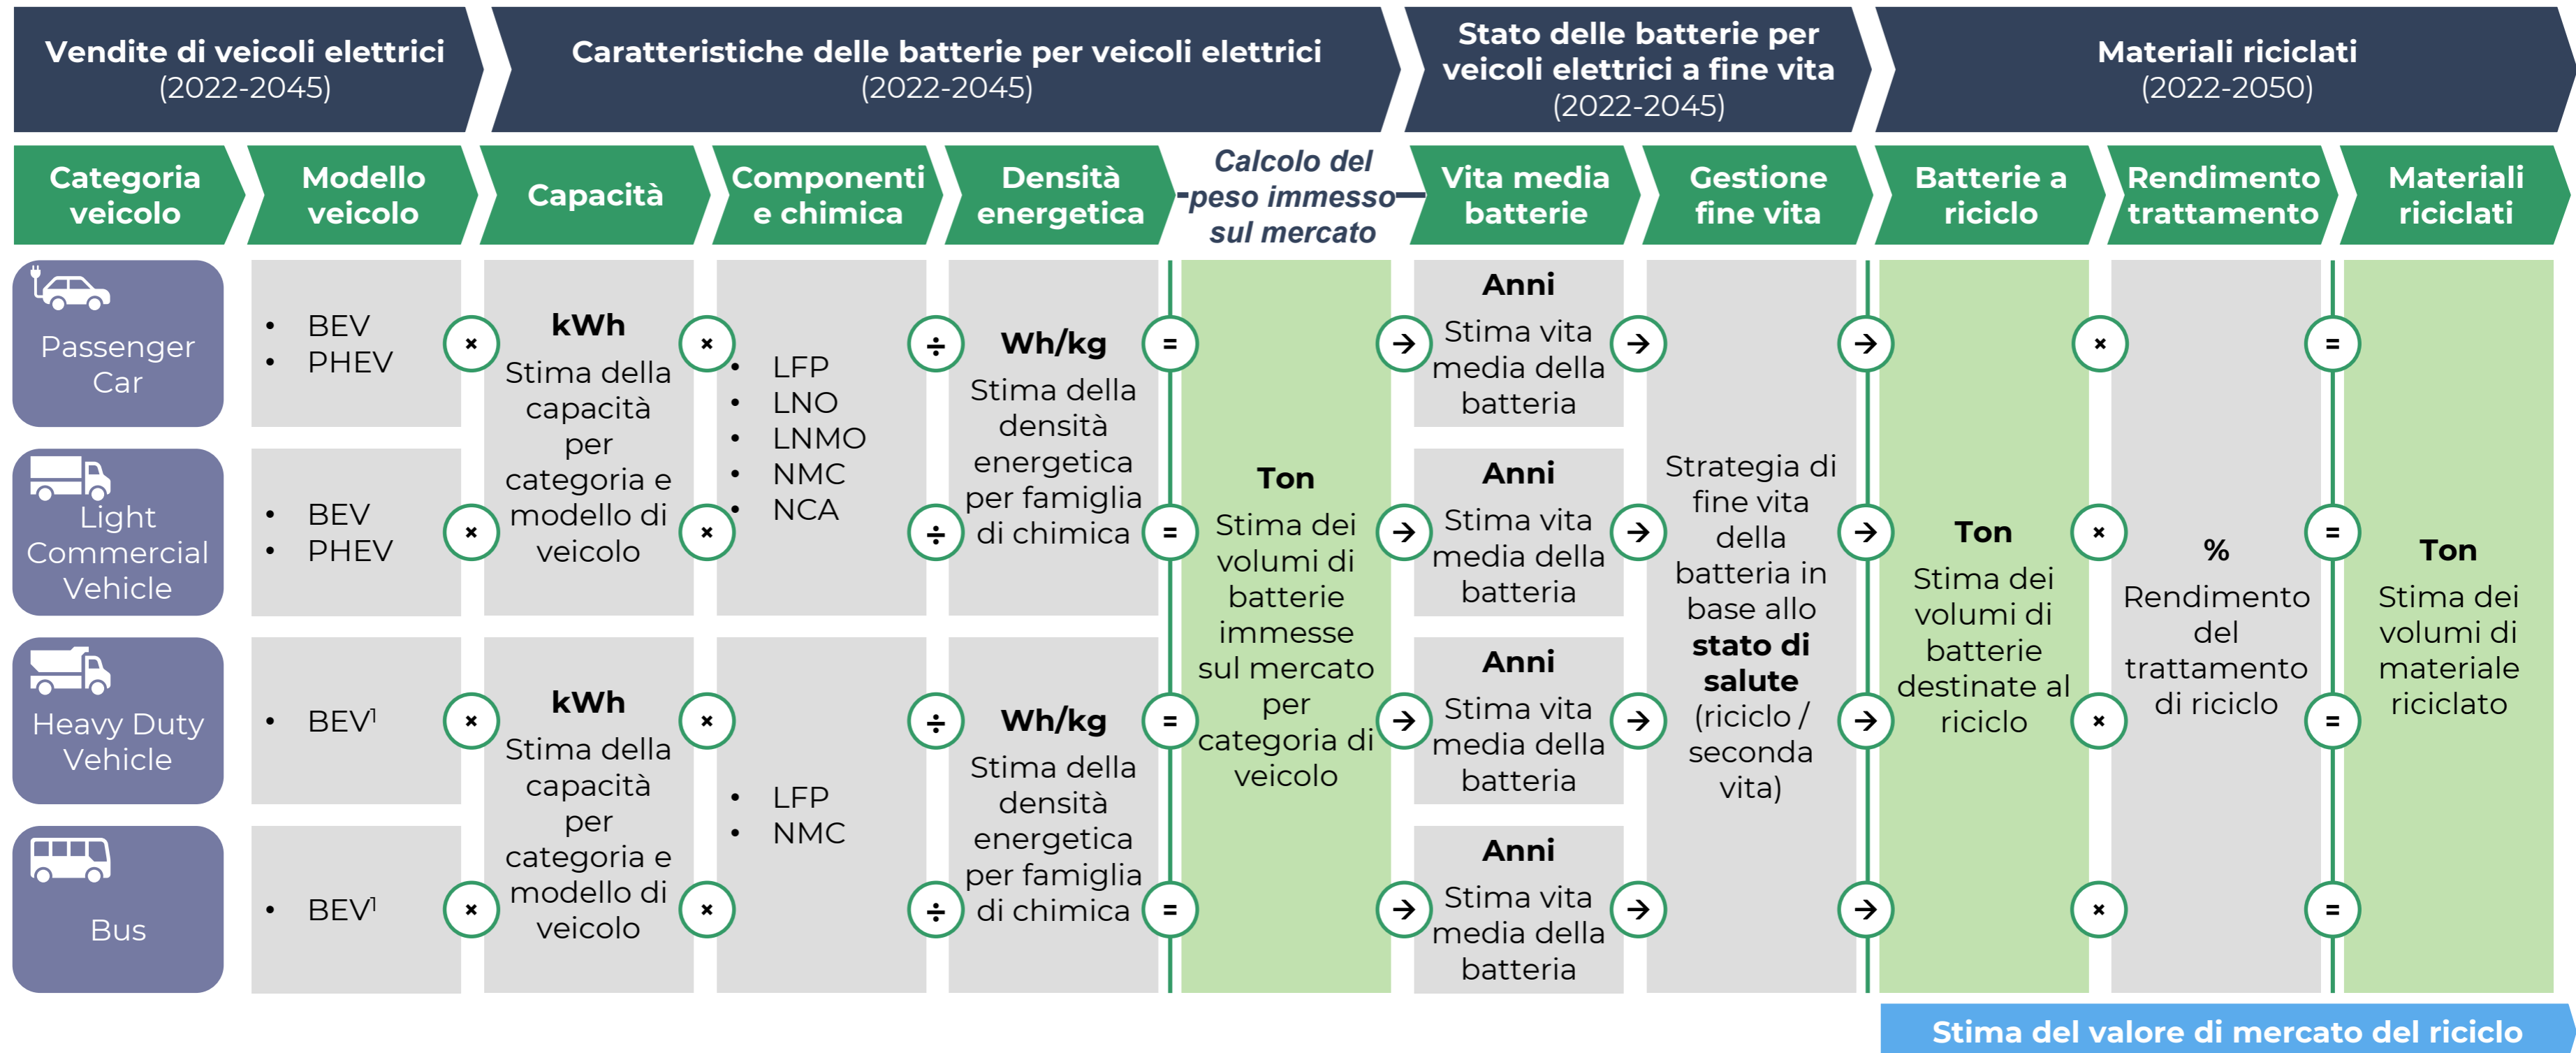 Vendite di veicoli elettrici
(2022-2045)
Caratteristiche delle batterie per veicoli elettrici
(2022-2045)
Stato delle batterie per
veicoli elettrici a fine vita
(2022-2045)
Materiali riciclati
(2022-2050)
Categoria
veicolo
Modello
veicolo
Capacità
Componenti
e chimica
Densità
energetica
Calcolo del
peso immesso
sul mercato
Vita media
batterie
Gestione
fine vita
Batterie a
riciclo
Rendimento
trattamento
Materiali
riciclati
Passenger
Car
• BEV
• PHEV
×
kWh
Stima della
capacità
per
categoria e
modello di
veicolo
×
• LFP
• LNO
• LNMO
• NMC
• NCA
÷
Wh/kg
Stima della
densità
energetica
per famiglia
di chimica
=
Ton
Stima dei
volumi di
batterie
immesse
sul mercato
per
categoria di
veicolo
→
Anni
Stima vita
media della
batteria
→
Strategia di
fine vita
della
batteria in
base allo
stato di
salute
(riciclo /
seconda
vita)
→
Ton
Stima dei
volumi di
batterie
destinate al
riciclo
×
%
Rendimento
del
trattamento
di riciclo
=
Ton
Stima dei
volumi di
materiale
riciclato
Light
Commercial
Vehicle
• BEV
• PHEV
×
×
÷
=
→
Anni
Stima vita
media della
batteria
→
→
×
=
Heavy Duty
Vehicle
• BEV¹
×
kWh
Stima della
capacità
per
categoria e
modello di
veicolo
×
• LFP
• NMC
÷
Wh/kg
Stima della
densità
energetica
per famiglia
di chimica
=
→
Anni
Stima vita
media della
batteria
→
→
×
=
Bus
• BEV¹
×
×
÷
=
→
Anni
Stima vita
media della
batteria
→
→
×
=
Stima del valore di mercato del riciclo